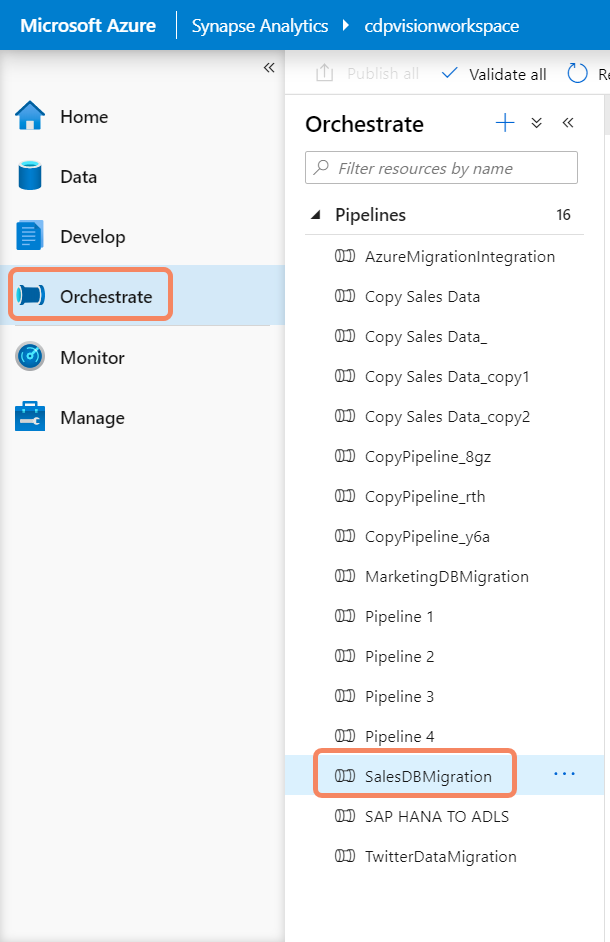 Microsoft Azure | Synapse Analytics cdpvisionworkspace
Publish all Validate all Re
Home
Data
Develop
Orchestrate
Monitor
Manage
Orchestrate
Filter resources by name
Pipelines 16
AzureMigrationIntegration
Copy Sales Data
Copy Sales Data_
Copy Sales Data_copy1
Copy Sales Data_copy2
CopyPipeline_8gz
CopyPipeline_rth
CopyPipeline_y6a
MarketingDBMigration
Pipeline 1
Pipeline 2
Pipeline 3
Pipeline 4
SalesDBMigration
SAP HANA TO ADLS
TwitterDataMigration